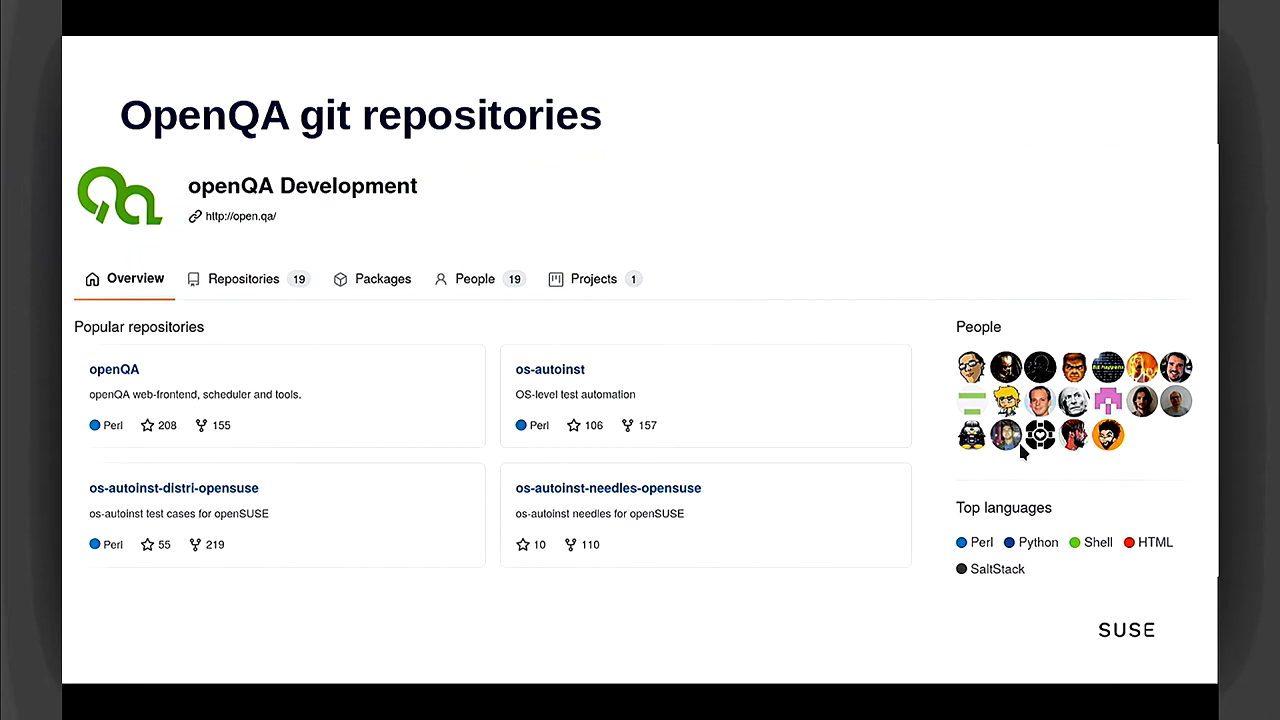 OpenQA git repositories
openQA Development
http://open.qa/
Overview Repositories 19 Packages People 19 Projects 1
Popular repositories
openQA
openQA web-frontend, scheduler and tools.
Perl 208 155
os-autoinst
OS-level test automation
Perl 106 157
os-autoinst-distri-opensuse
os-autoinst test cases for openSUSE
Perl 55 219
os-autoinst-needles-opensuse
os-autoinst needles for openSUSE
10 110
People
Top languages
Perl Python Shell HTML
SaltStack
SUSE